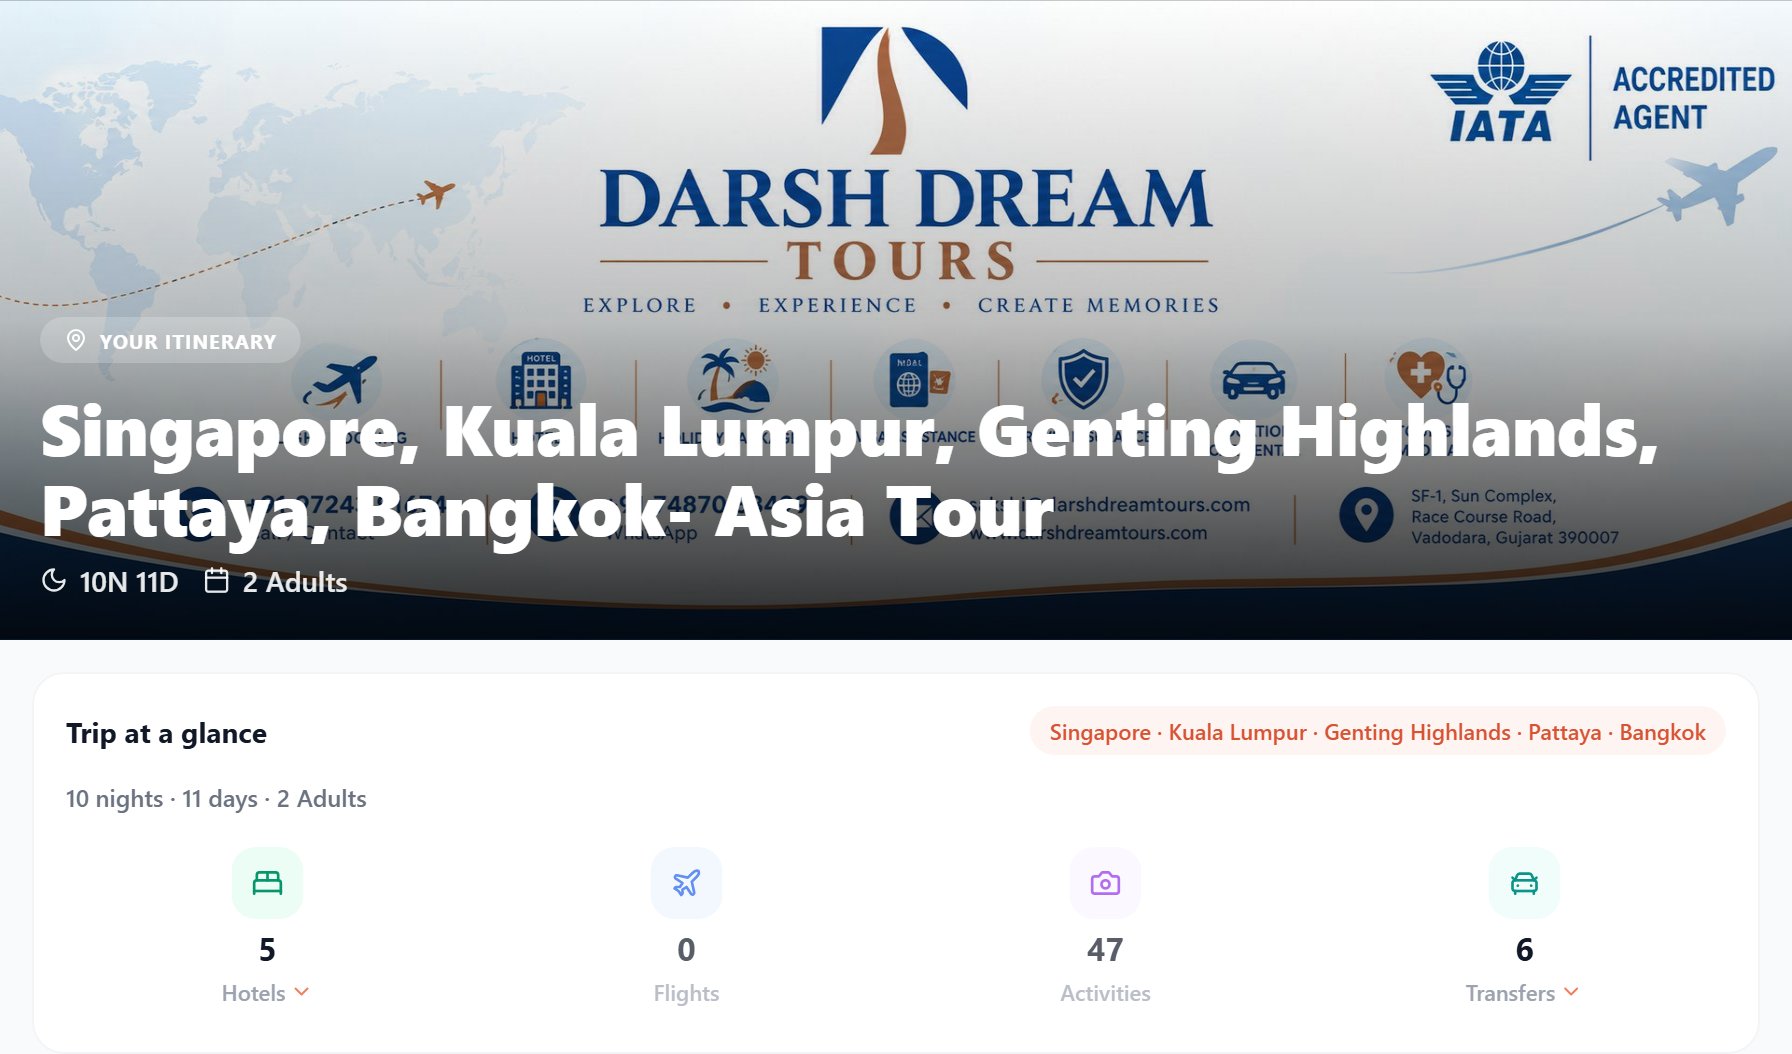 DARSH DREAM
TOURS
EXPLORE • EXPERIENCE • CREATE MEMORIES
IATA
ACCREDITED
AGENT
YOUR ITINERARY
HOTEL
Singapore, Kuala Lumpur, Genting Highlands,
Pattaya, Bangkok- Asia Tour
darshdreamtours.com
WhatsApp
SF-1, Sun Complex,
Race Course Road,
Vadodara, Gujarat 390007
10N 11D 2 Adults
Trip at a glance
Singapore · Kuala Lumpur · Genting Highlands · Pattaya · Bangkok
10 nights · 11 days · 2 Adults
5
Hotels
0
Flights
47
Activities
6
Transfers